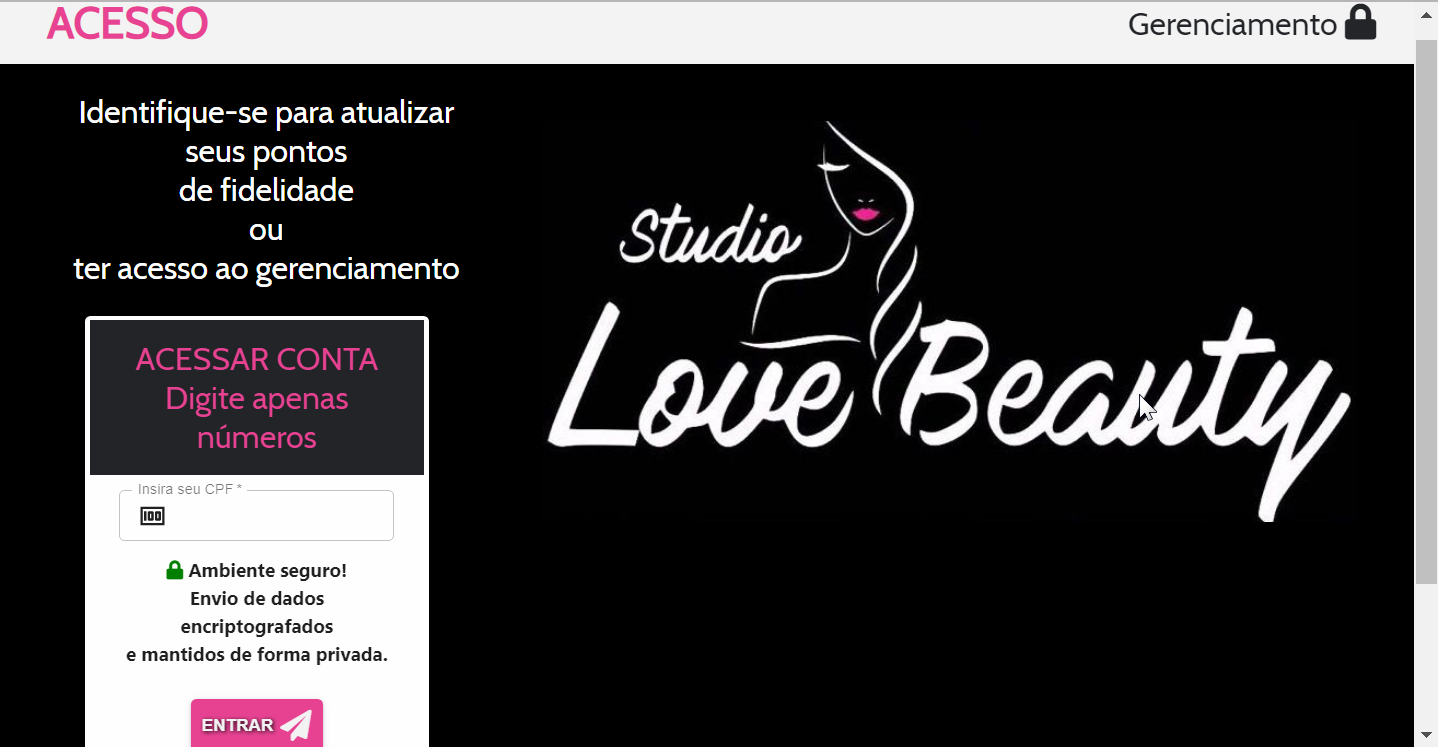 ACESSO
Gerenciamento
Identifique-se para atualizar
seus pontos
de fidelidade
ou
ter acesso ao gerenciamento
Studio
Love Beauty
ACESSAR CONTA
Digite apenas
números
Insira seu CPF *
100
Ambiente seguro!
Envio de dados
encriptografados
e mantidos de forma privada.
ENTRAR